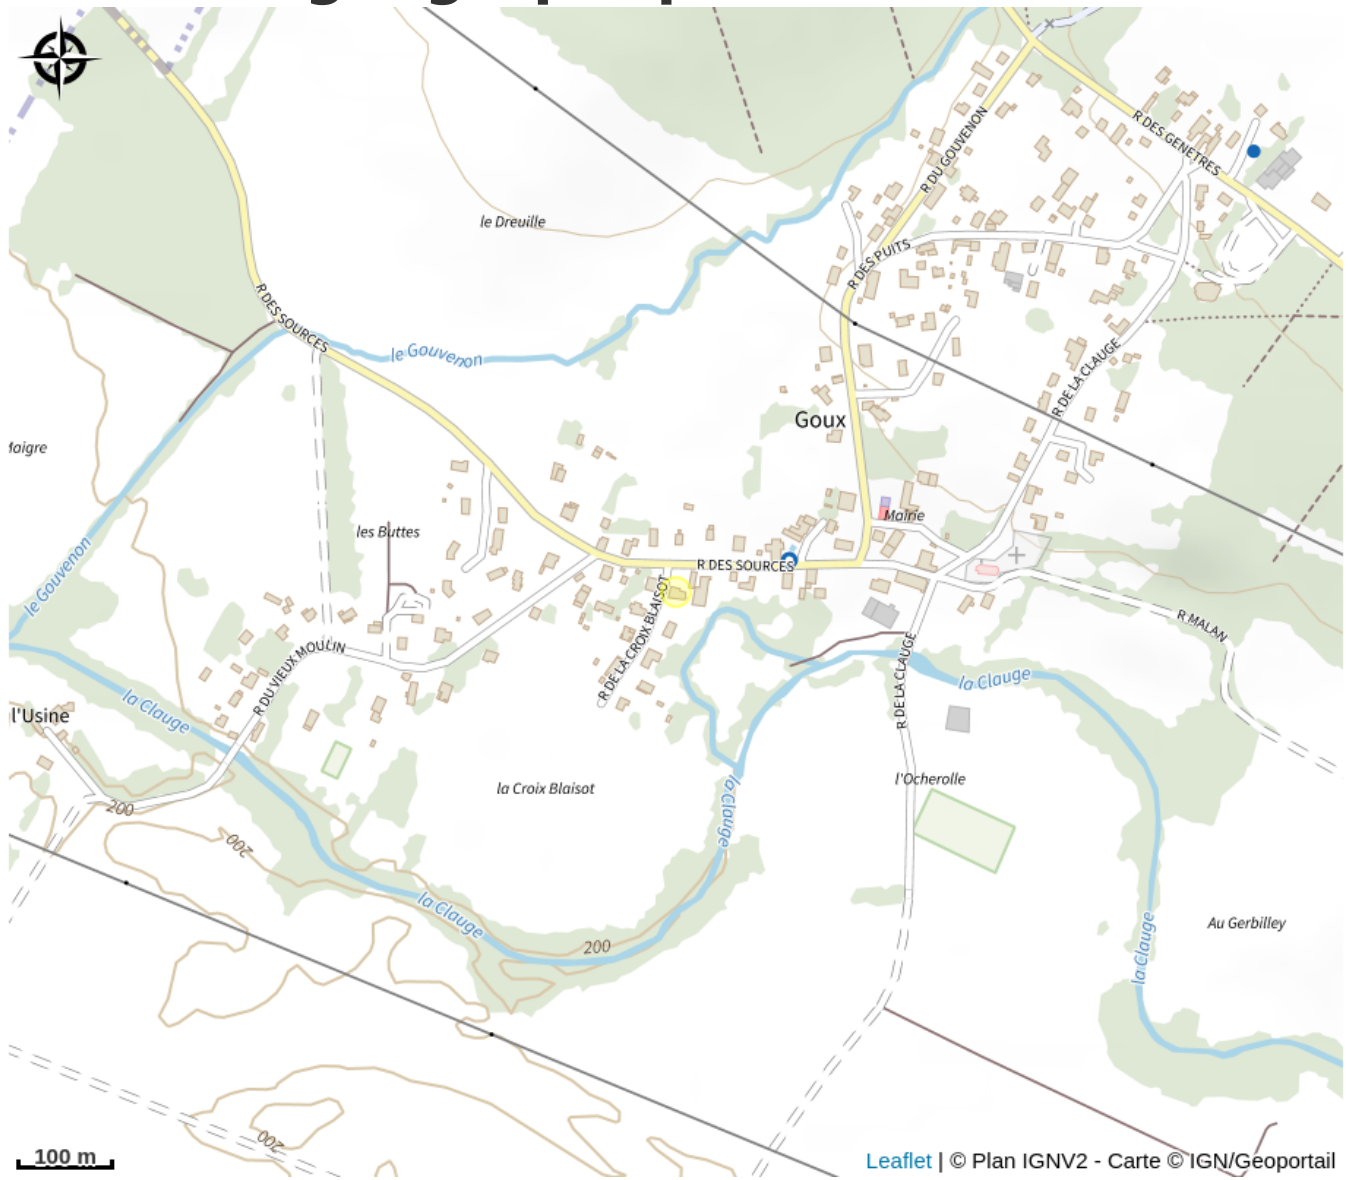 R DES GENETRES
R DU GOUVENON
le Dreuille
R DES PUITS
R DES SOURCES
le Gouvenon
R DE LA CLAUGE
Goux
Maigre
Mairie
les Buttes
le Gouvenon
R DES SOURCES
R DE LA CROIX BLAISOT
R MALAN
R DU VIEUX MOULIN
R DE LA CLAUGE
la Clauge
la Clauge
l'Usine
l'Ocherolle
la Croix Blaisot
200
la Clauge
200
la Clauge
Au Gerbilley
200
la Clauge
200
100 m
Leaflet | © Plan IGNV2 - Carte © IGN/Geoportail